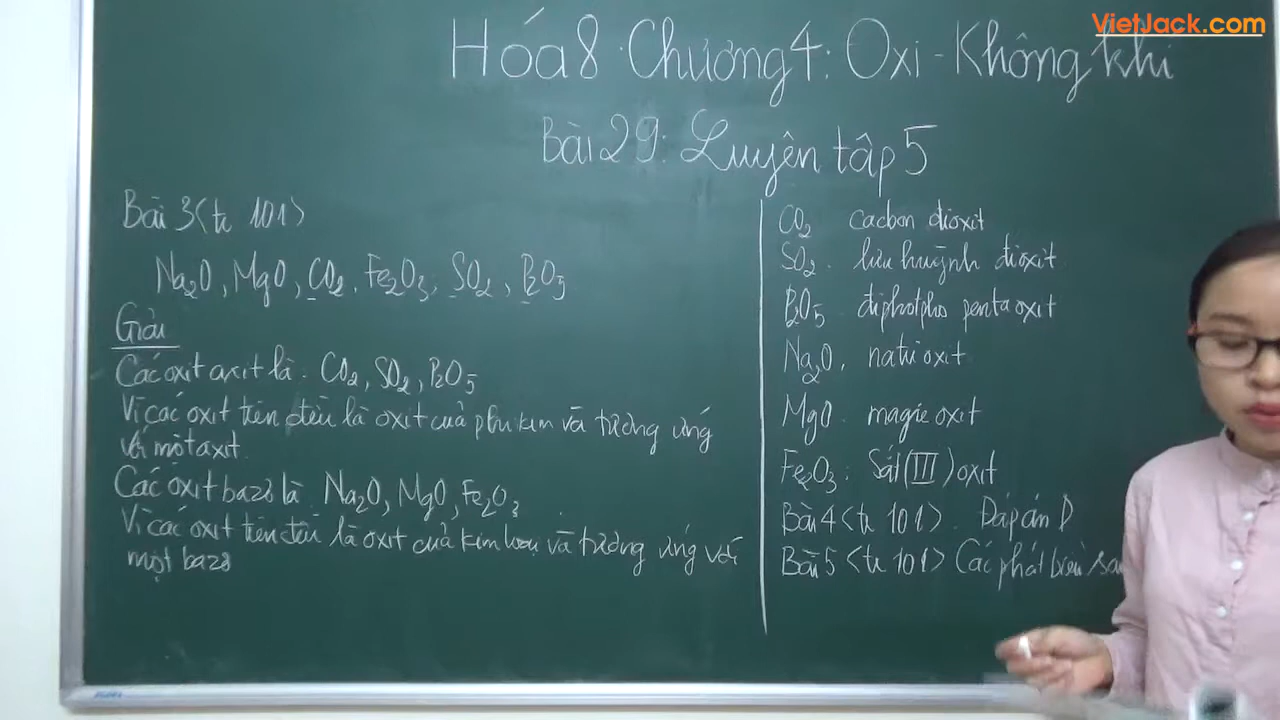 VietJack.com
Hóa 8. Chương 4: Oxi - Không khí
Bài 29: Luyện tập 5
Bài 3 <tr 101>
Na₂O, MgO, CO₂, Fe₂O₃, SO₂, P₂O₅
Giải
Các oxit axit là. CO₂, SO₂, P₂O₅
Vì các oxit trên đều là oxit của phi kim và tương ứng
với một axit.
Các oxit bazơ là Na₂O, MgO, Fe₂O₃
Vì các oxit trên đều là oxit của kim loại và tương ứng với
một bazơ
CO₂ cacbon đioxit
SO₂. lưu huỳnh đioxit
P₂O₅. điphotpho pentaoxit
Na₂O. natri oxit
MgO. magie oxit
Fe₂O₃: Sắt (III) oxit
Bài 4 <tr 101>. Đáp án D
Bài 5 <tr 101> Các phát biểu sa